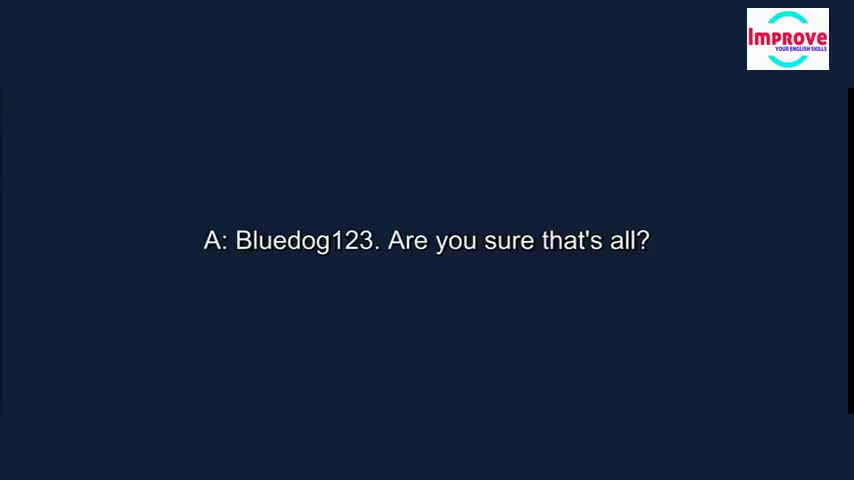 Improve
YOUR ENGLISH SKILLS
A: Bluedog123. Are you sure that's all?